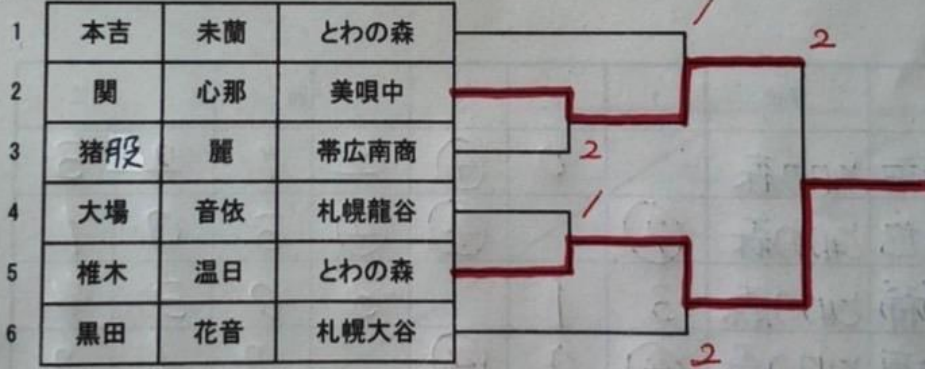 1 本吉 未蘭 とわの森
2 関 心那 美唄中
3 猪股 麗 帯広南商
4 大場 音依 札幌龍谷
5 椎木 温日 とわの森
6 黒田 花音 札幌大谷
1
2
2
1
2